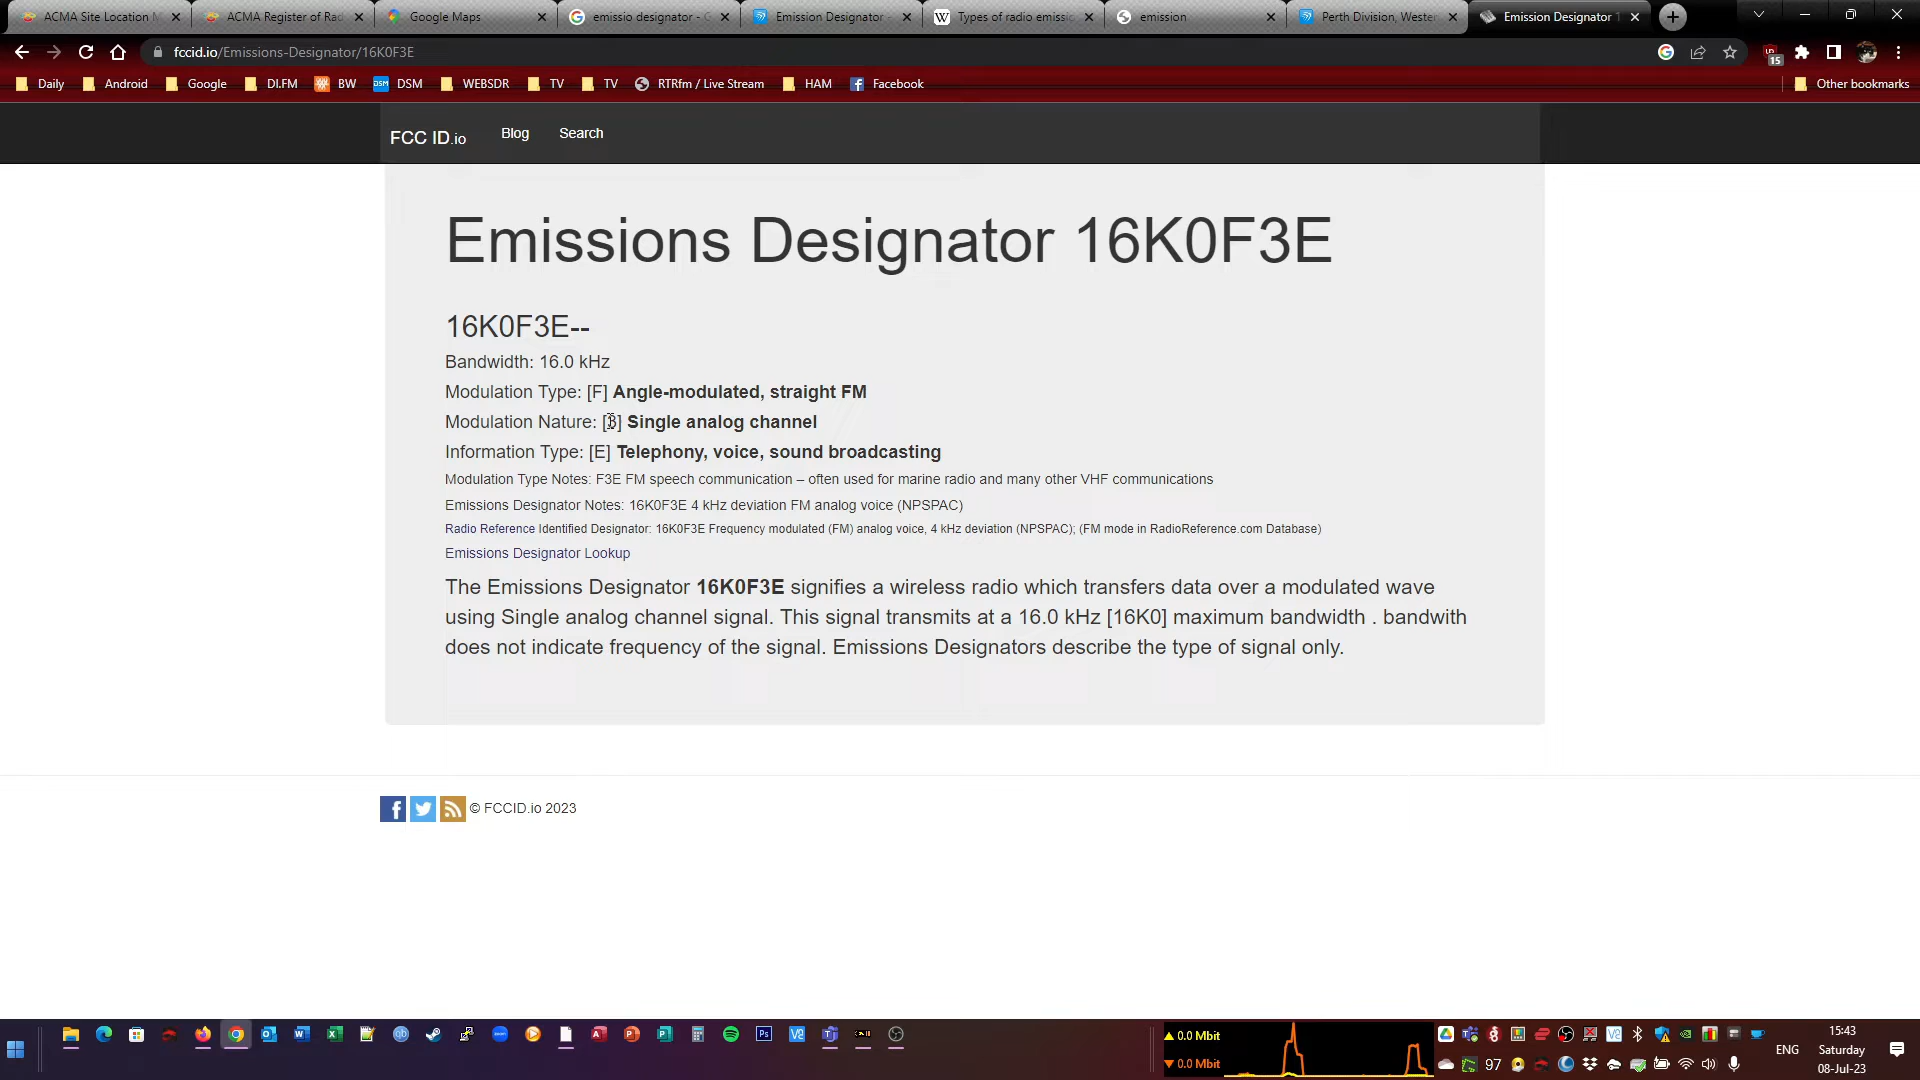 ACMA Site Location M
ACMA Register of Rad
Google Maps
emissio designator - G
Emission Designator -
Types of radio emissio
emission
Perth Division, Wester
Emission Designator 1
fccid.io/Emissions-Designator/16K0F3E
15
Daily
Android
Google
DI.FM
BW
DSM
WEBSDR
TV
TV
RTRfm / Live Stream
HAM
Facebook
Other bookmarks
FCC ID.io
Blog
Search
Emissions Designator 16K0F3E
16K0F3E--
Bandwidth: 16.0 kHz
Modulation Type: [F] Angle-modulated, straight FM
Modulation Nature: [3] Single analog channel
Information Type: [E] Telephony, voice, sound broadcasting
Modulation Type Notes: F3E FM speech communication – often used for marine radio and many other VHF communications
Emissions Designator Notes: 16K0F3E 4 kHz deviation FM analog voice (NPSPAC)
Radio Reference Identified Designator: 16K0F3E Frequency modulated (FM) analog voice, 4 kHz deviation (NPSPAC); (FM mode in RadioReference.com Database)
Emissions Designator Lookup
The Emissions Designator 16K0F3E signifies a wireless radio which transfers data over a modulated wave
using Single analog channel signal. This signal transmits at a 16.0 kHz [16K0] maximum bandwidth . bandwith
does not indicate frequency of the signal. Emissions Designators describe the type of signal only.
© FCCID.io 2023
0.0 Mbit
0.0 Mbit
97
ENG
15:43
Saturday
08-Jul-23